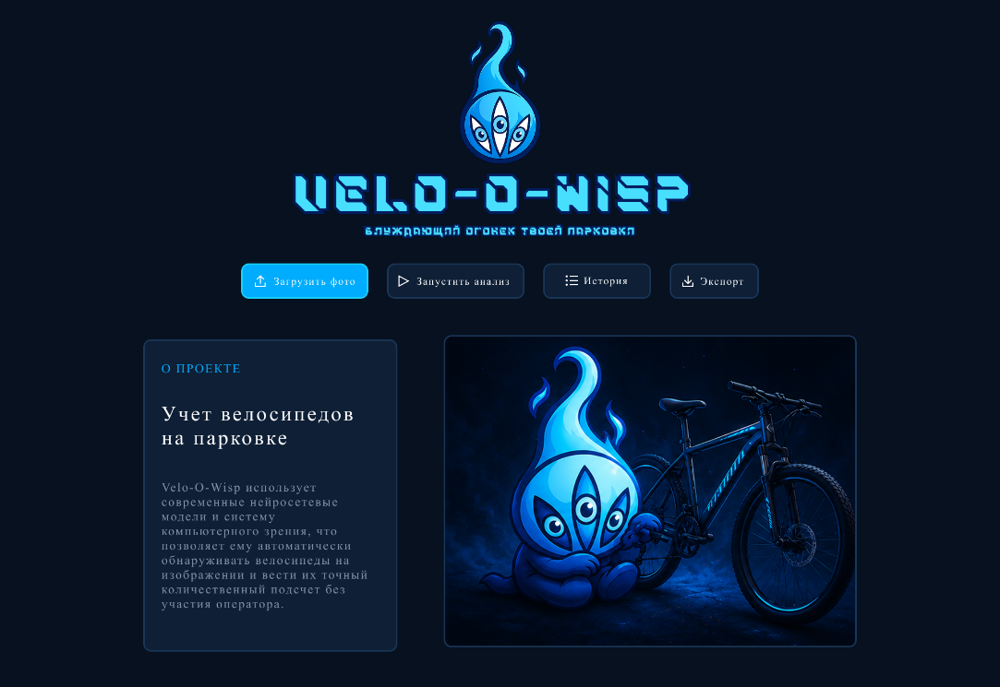 VELO-O-WISP
БЛУЖДАЮЩИЙ ОГОНЕК ТВОЕЙ ПАРКОВКИ
Загрузить фото
Запустить анализ
История
Экспорт
О ПРОЕКТЕ
Учет велосипедов
на парковке
Velo-O-Wisp использует
современные нейросетевые
модели и систему
компьютерного зрения, что
позволяет ему автоматически
обнаруживать велосипеды на
изображении и вести их точный
количественный подсчет без
участия оператора.